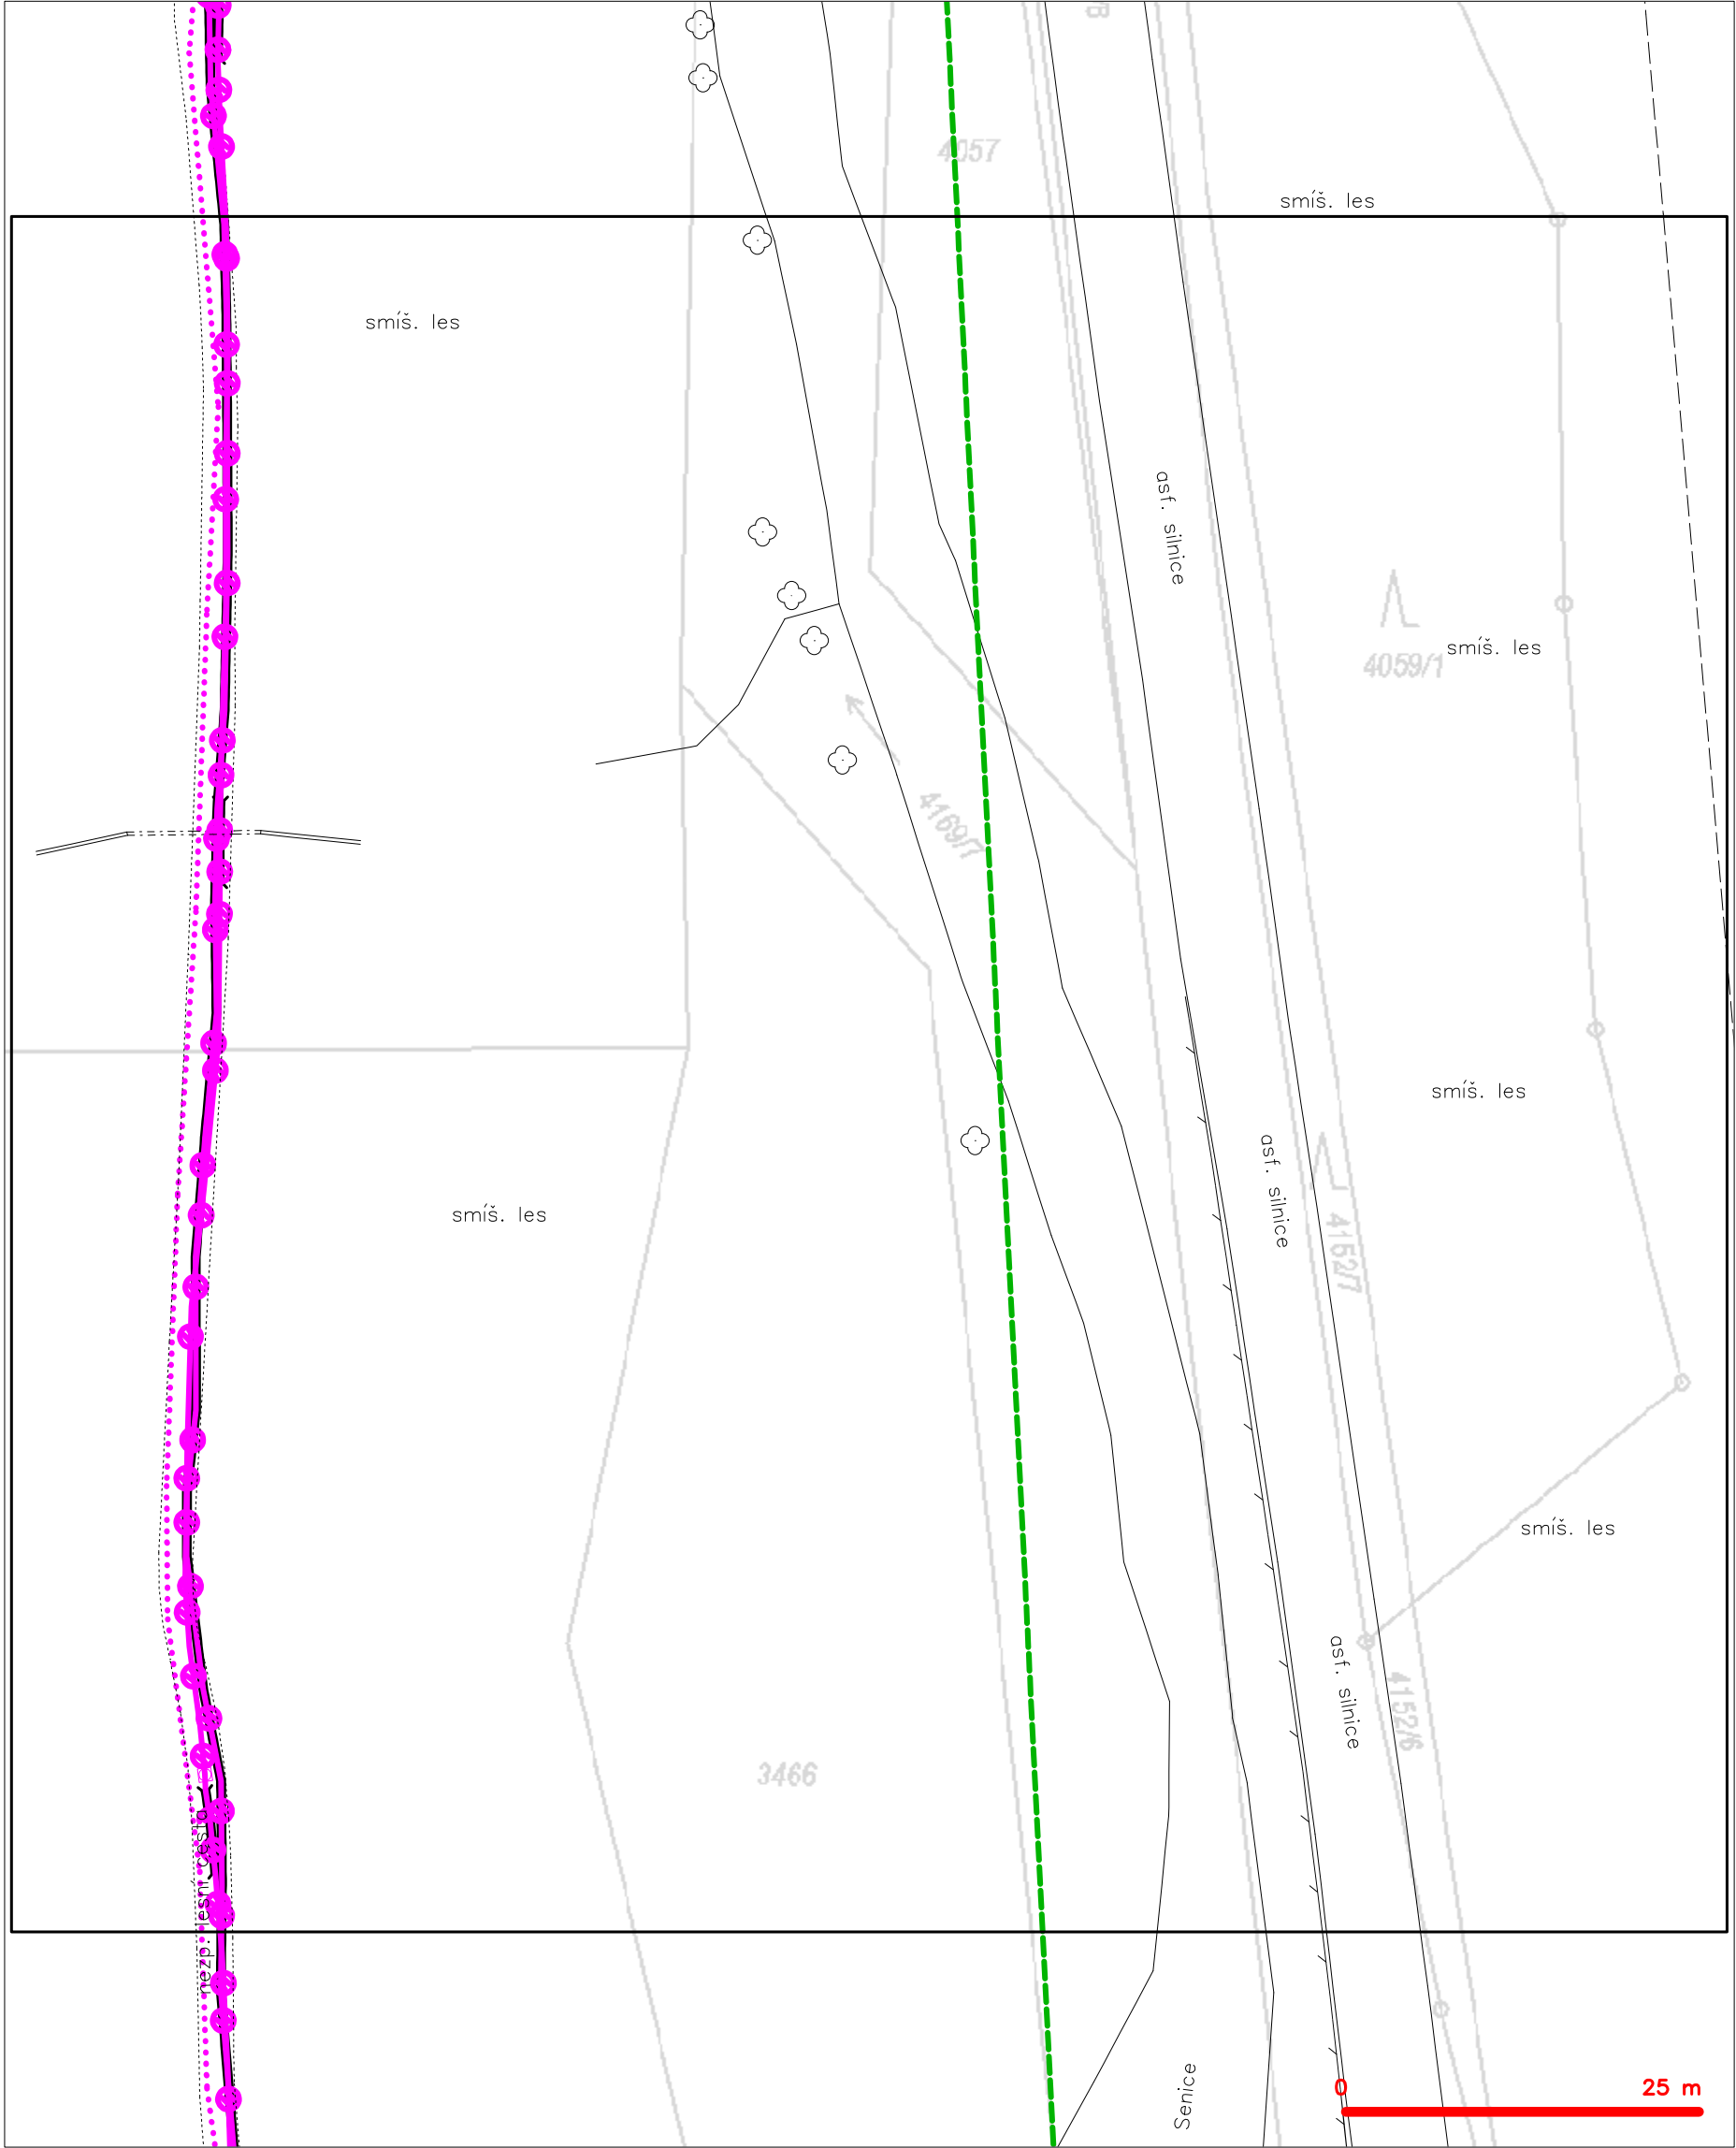 4057
smíš. les
smíš. les
asf. silnice
smíš. les
4059/1
4169/7
smíš. les
asf. silnice
smíš. les
4152/7
smíš. les
asf. silnice
4152/6
3466
nezp. lesní cesta
Senice
0 25 m